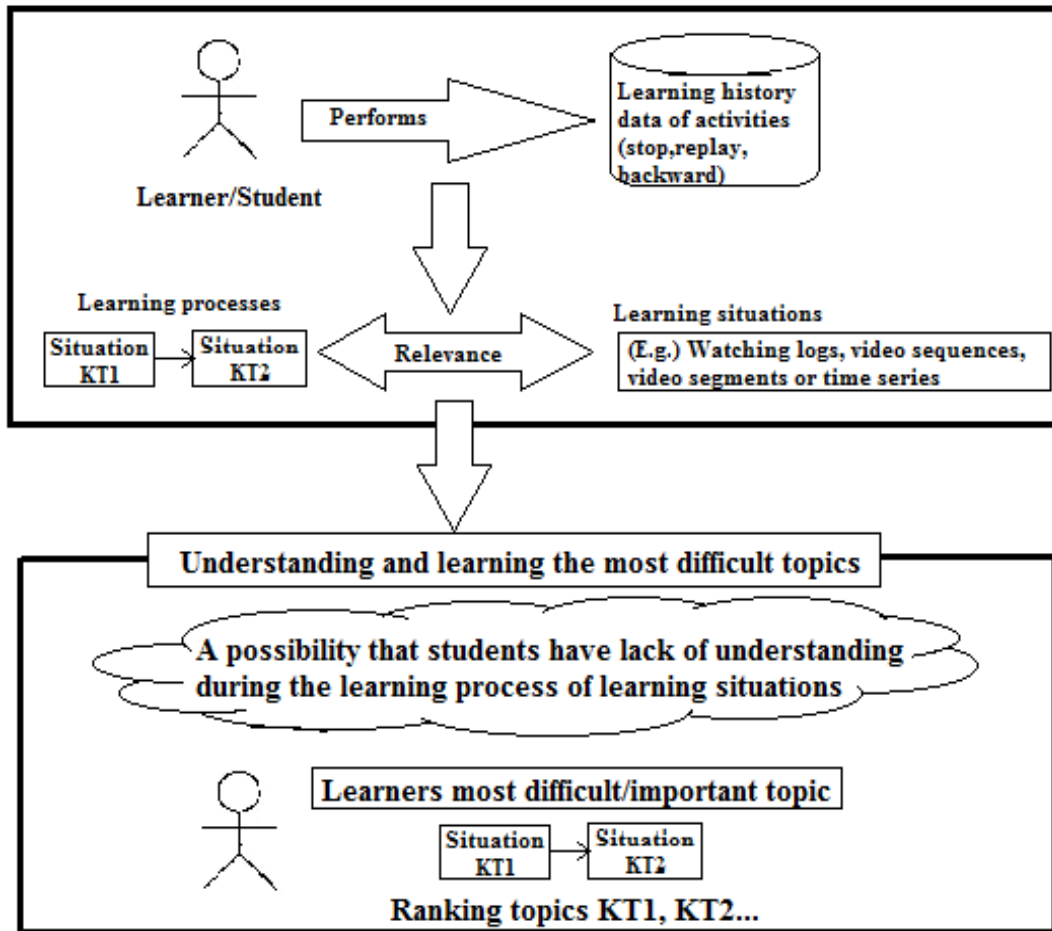 Performs
Learning history
data of activities
(stop,replay,
backward)
Learner/Student
Learning processes
Situation
KT1
Situation
KT2
Relevance
Learning situations
(E.g.) Watching logs, video sequences,
video segments or time series
Understanding and learning the most difficult topics
A possibility that students have lack of understanding
during the learning process of learning situations
Learners most difficult/important topic
Situation
KT1
Situation
KT2
Ranking topics KT1, KT2...